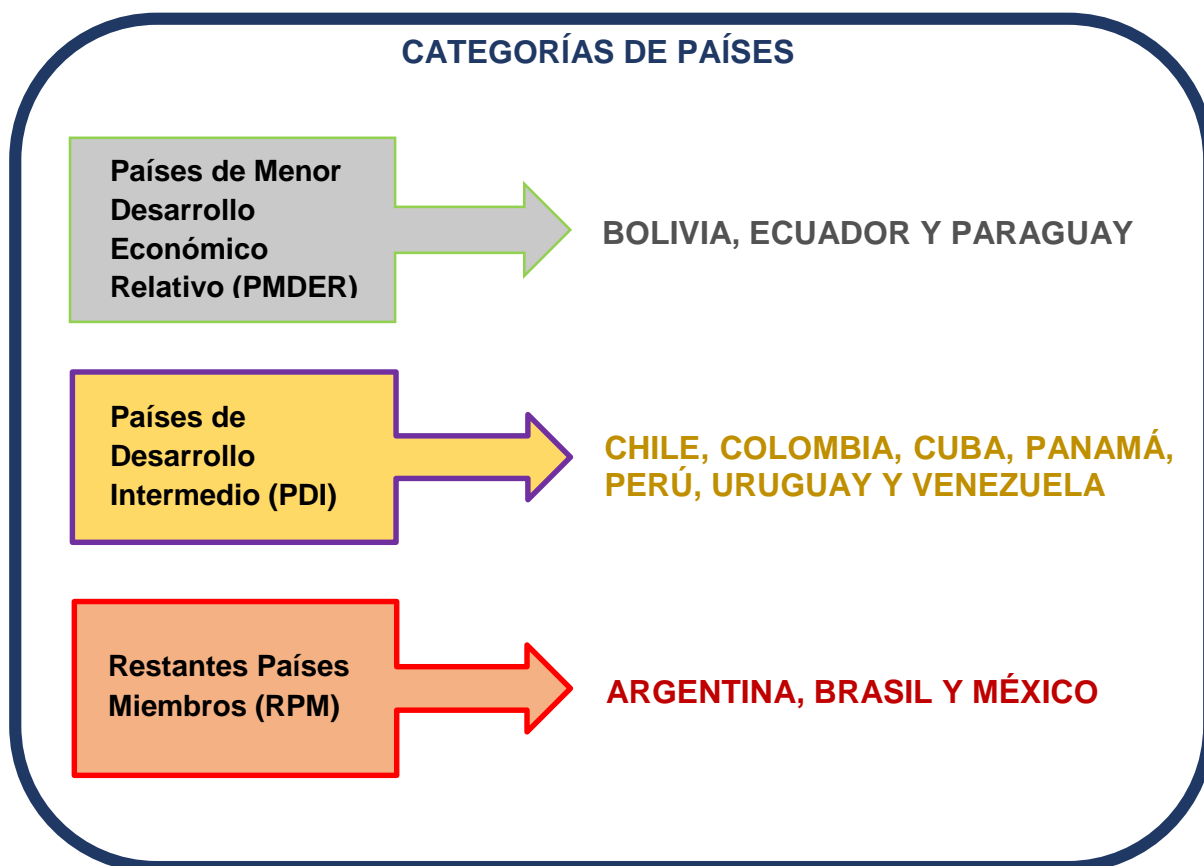 CATEGORÍAS DE PAÍSES
Países de Menor
Desarrollo
Económico
Relativo (PMDER)
BOLIVIA, ECUADOR Y PARAGUAY
Países de
Desarrollo
Intermedio (PDI)
CHILE, COLOMBIA, CUBA, PANAMÁ,
PERÚ, URUGUAY Y VENEZUELA
Restantes Países
Miembros (RPM)
ARGENTINA, BRASIL Y MÉXICO